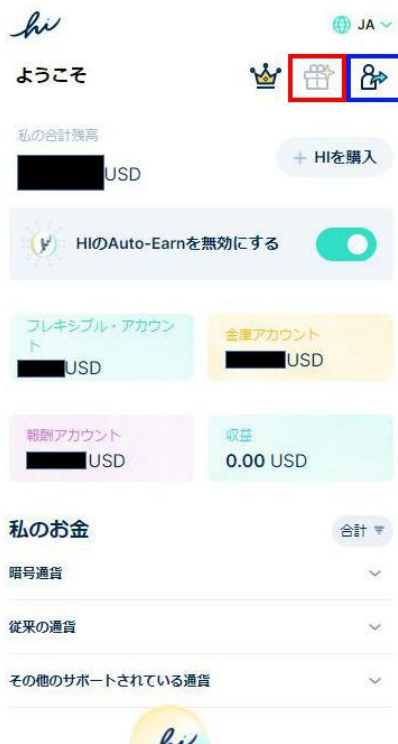 hi
JA
ようこそ
私の合計残高
USD
+ HIを購入
HIのAuto-Earnを無効にする
フレキシブル・アカウン
ト
USD
金庫アカウント
USD
報酬アカウント
USD
収益
0.00 USD
私のお金
合計
暗号通貨
従来の通貨
その他のサポートされている通貨
hi